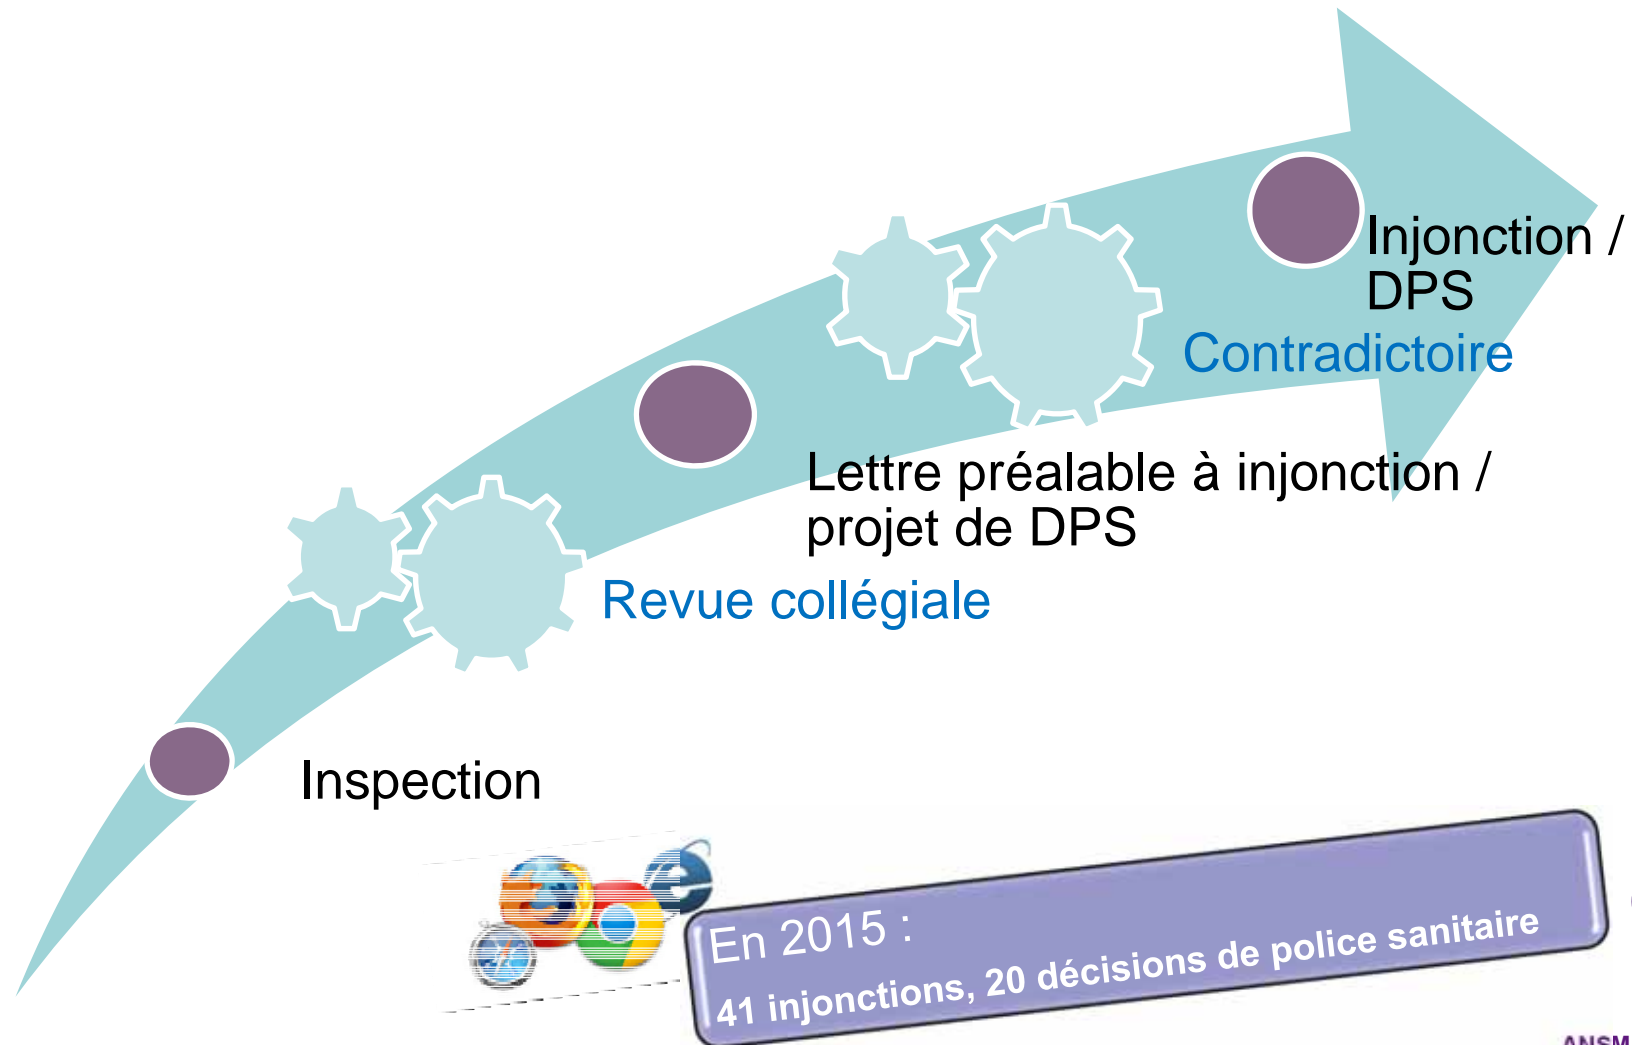 Injonction /
DPS
Contradictoire
Lettre préalable à injonction /
projet de DPS
Revue collégiale
Inspection
En 2015 :
41 injonctions, 20 décisions de police sanitaire
ANSM